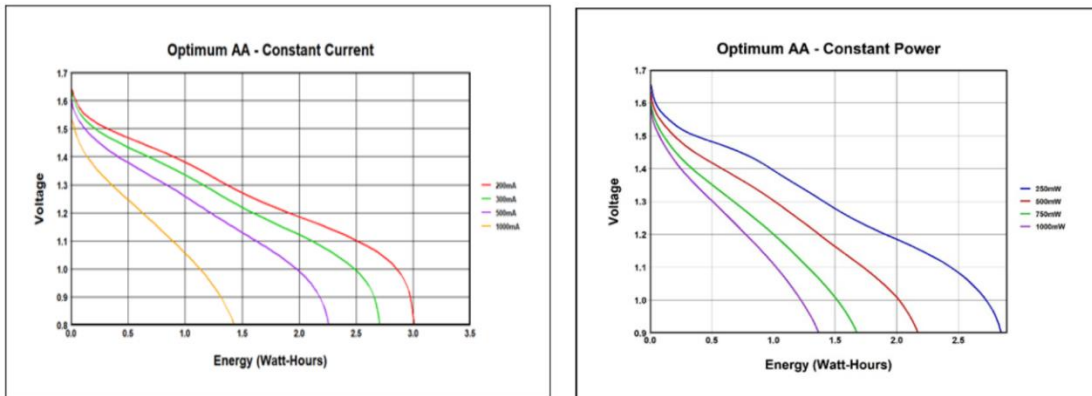 Optimum AA - Constant Current
1.7
1.6
1.5
1.4
1.3
1.2
1.1
1.0
0.9
0.8
Voltage
0.0 0.5 1.0 1.5 2.0 2.5 3.0 3.5
Energy (Watt-Hours)
200mA
300mA
500mA
1000mA
Optimum AA - Constant Power
1.7
1.6
1.5
1.4
1.3
1.2
1.1
1.0
0.9
Voltage
0.0 0.5 1.0 1.5 2.0 2.5
Energy (Watt-Hours)
250mW
500mW
750mW
1000mW